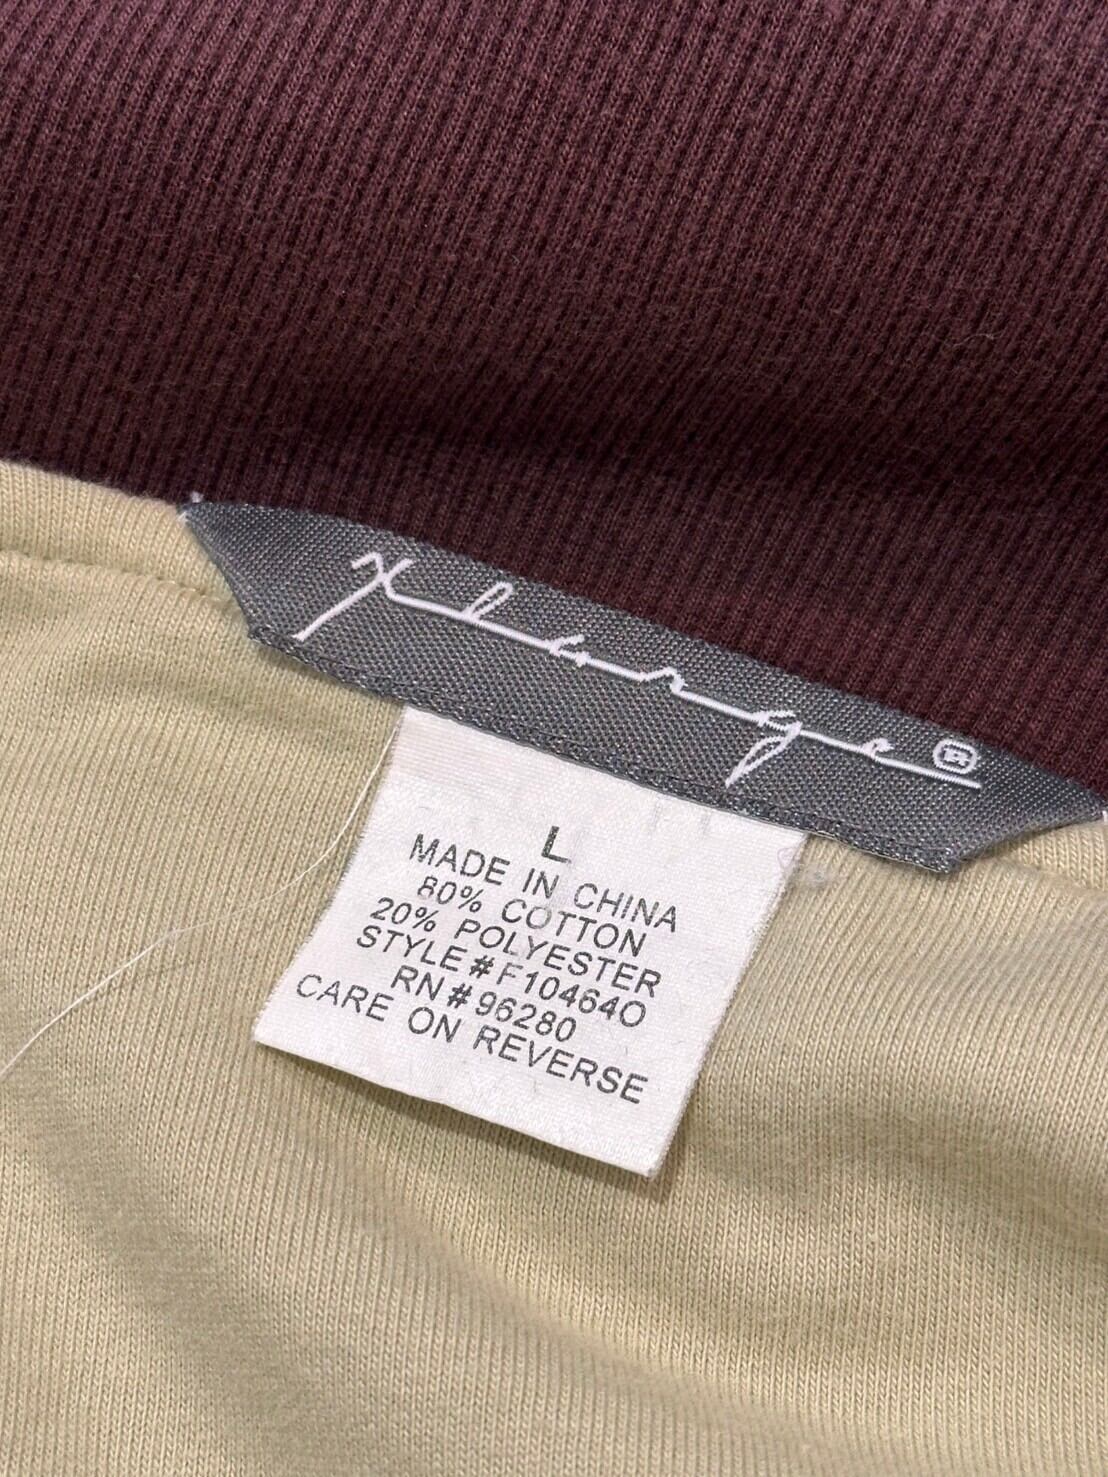 Xlarge®
L
MADE IN CHINA
80% COTTON
20% POLYESTER
STYLE#F104640
RN#96280
CARE ON REVERSE